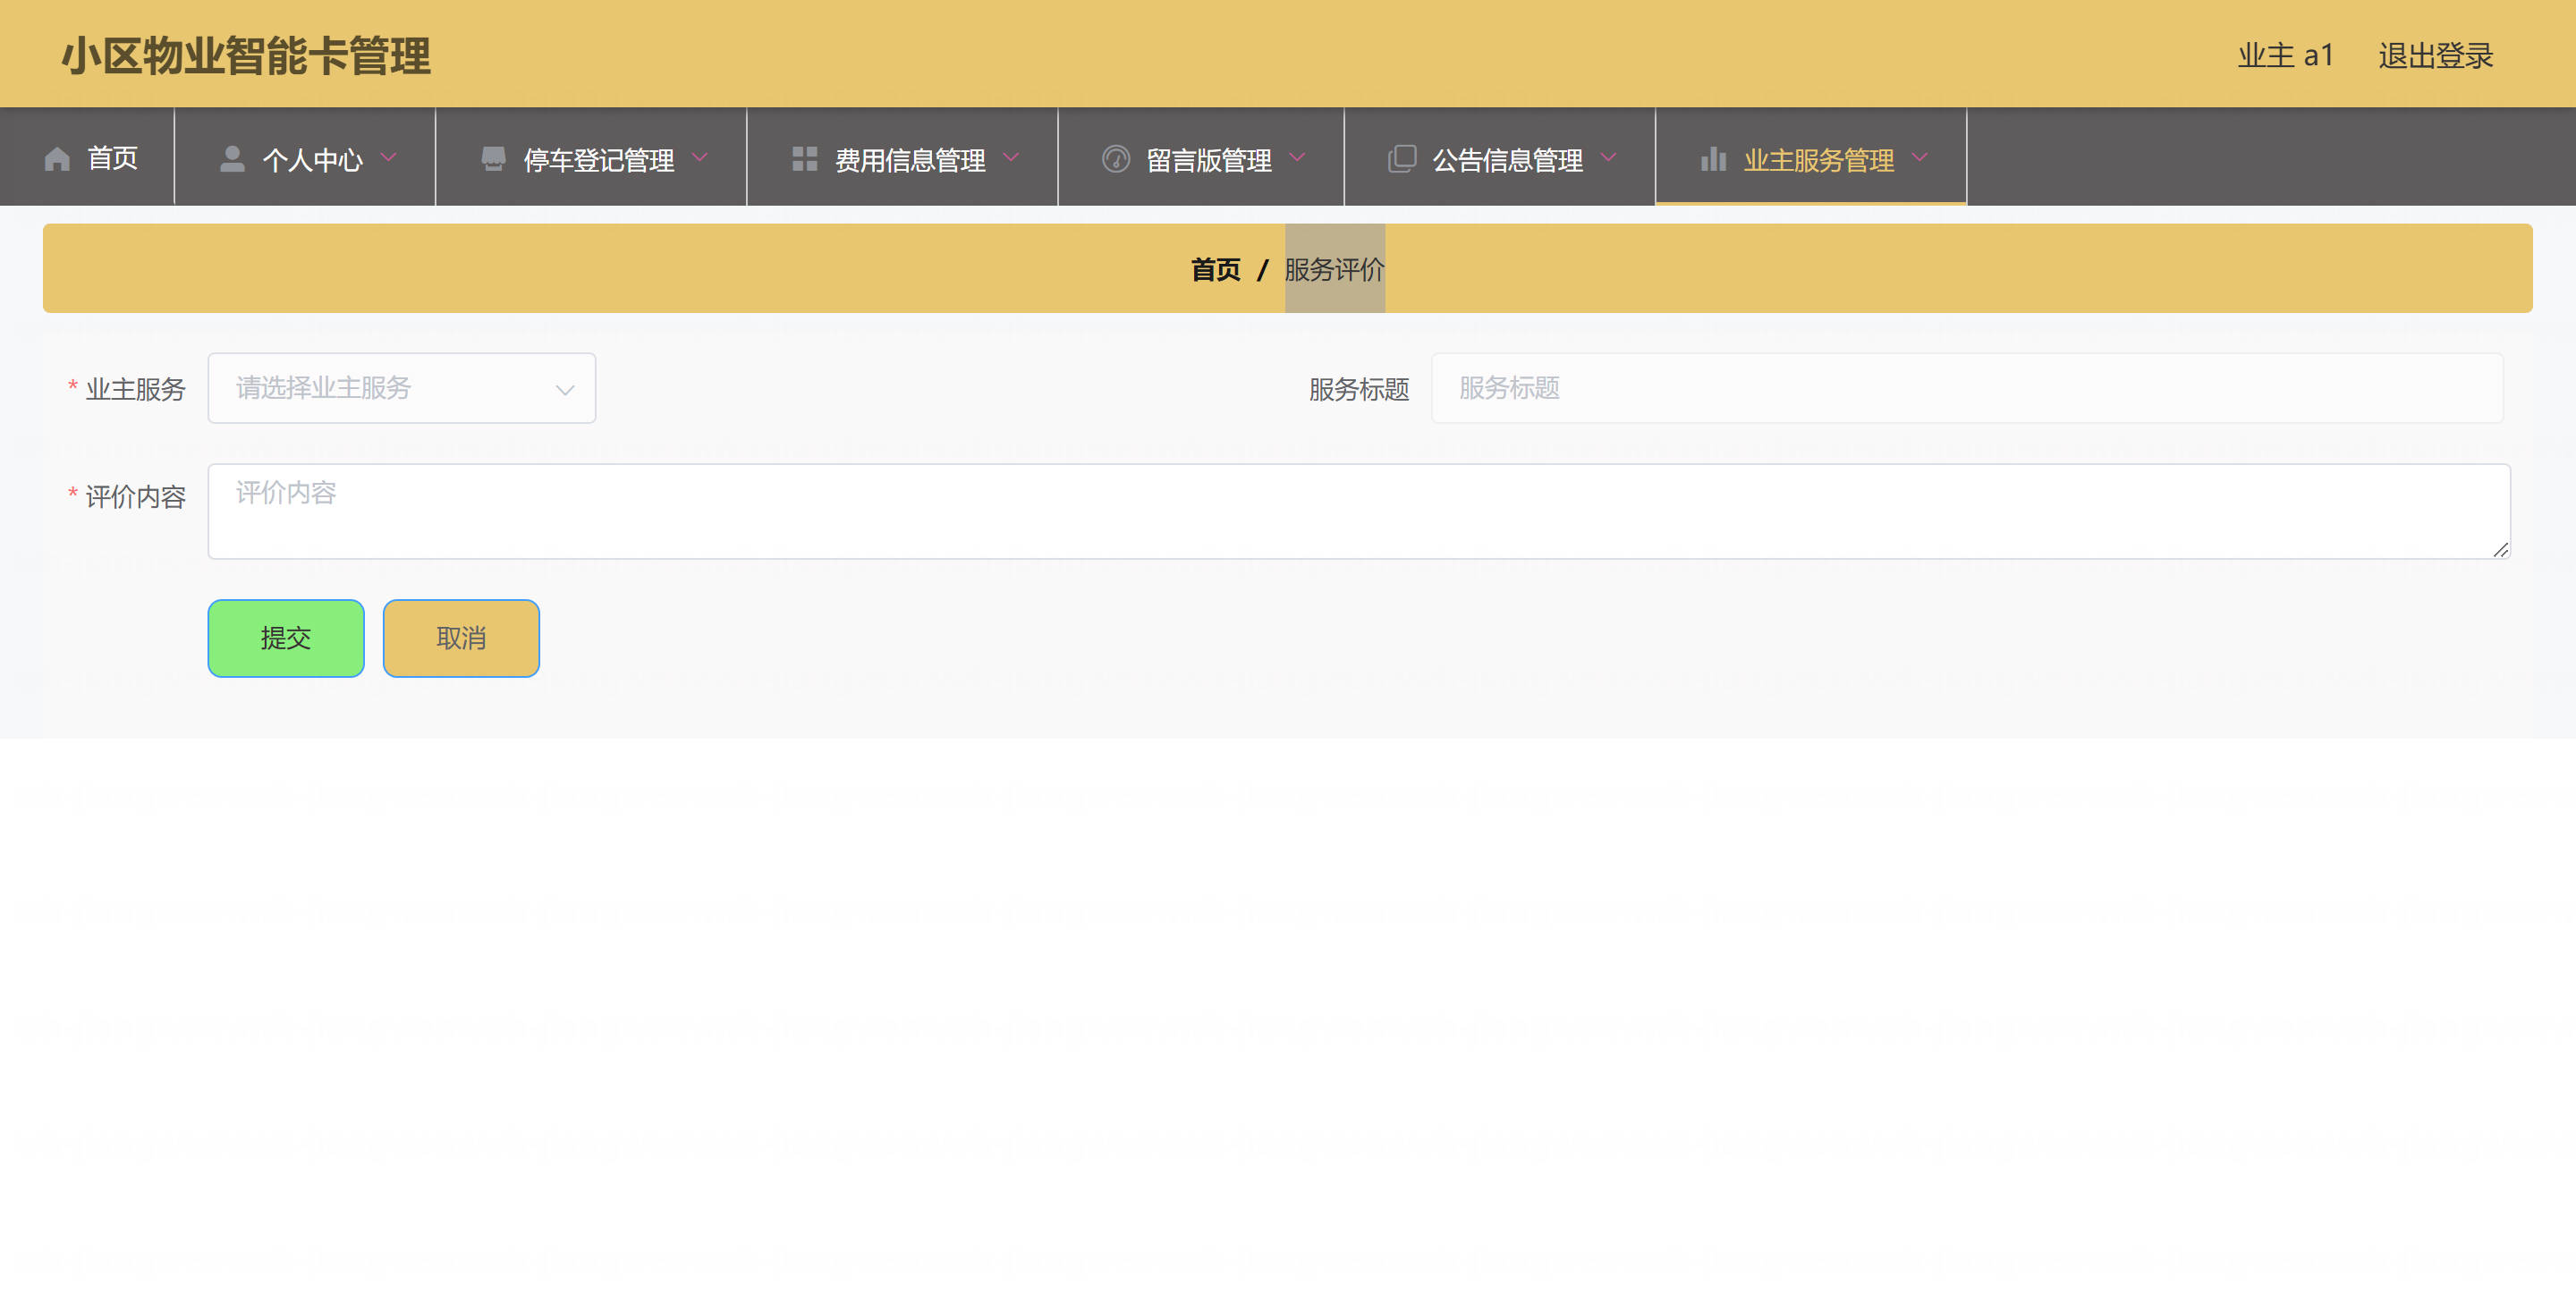 小区物业智能卡管理
业主 a1 退出登录
首页 个人中心 停车登记管理 费用信息管理 留言版管理 公告信息管理 业主服务管理
首页 / 服务评价
* 业主服务 请选择业主服务 服务标题 服务标题
* 评价内容 评价内容
提交 取消